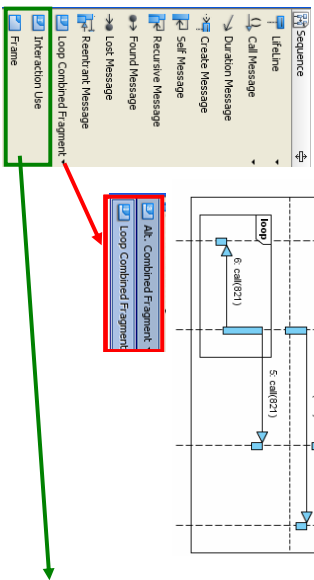 Sequence
LifeLine
Call Message
Duration Message
Create Message
Self Message
Recursive Message
Found Message
Lost Message
Reentrant Message
Loop Combined Fragment
Interaction Use
Frame
Alt. Combined Fragment
Loop Combined Fragment
loop
6: call(821)
5: call(821)